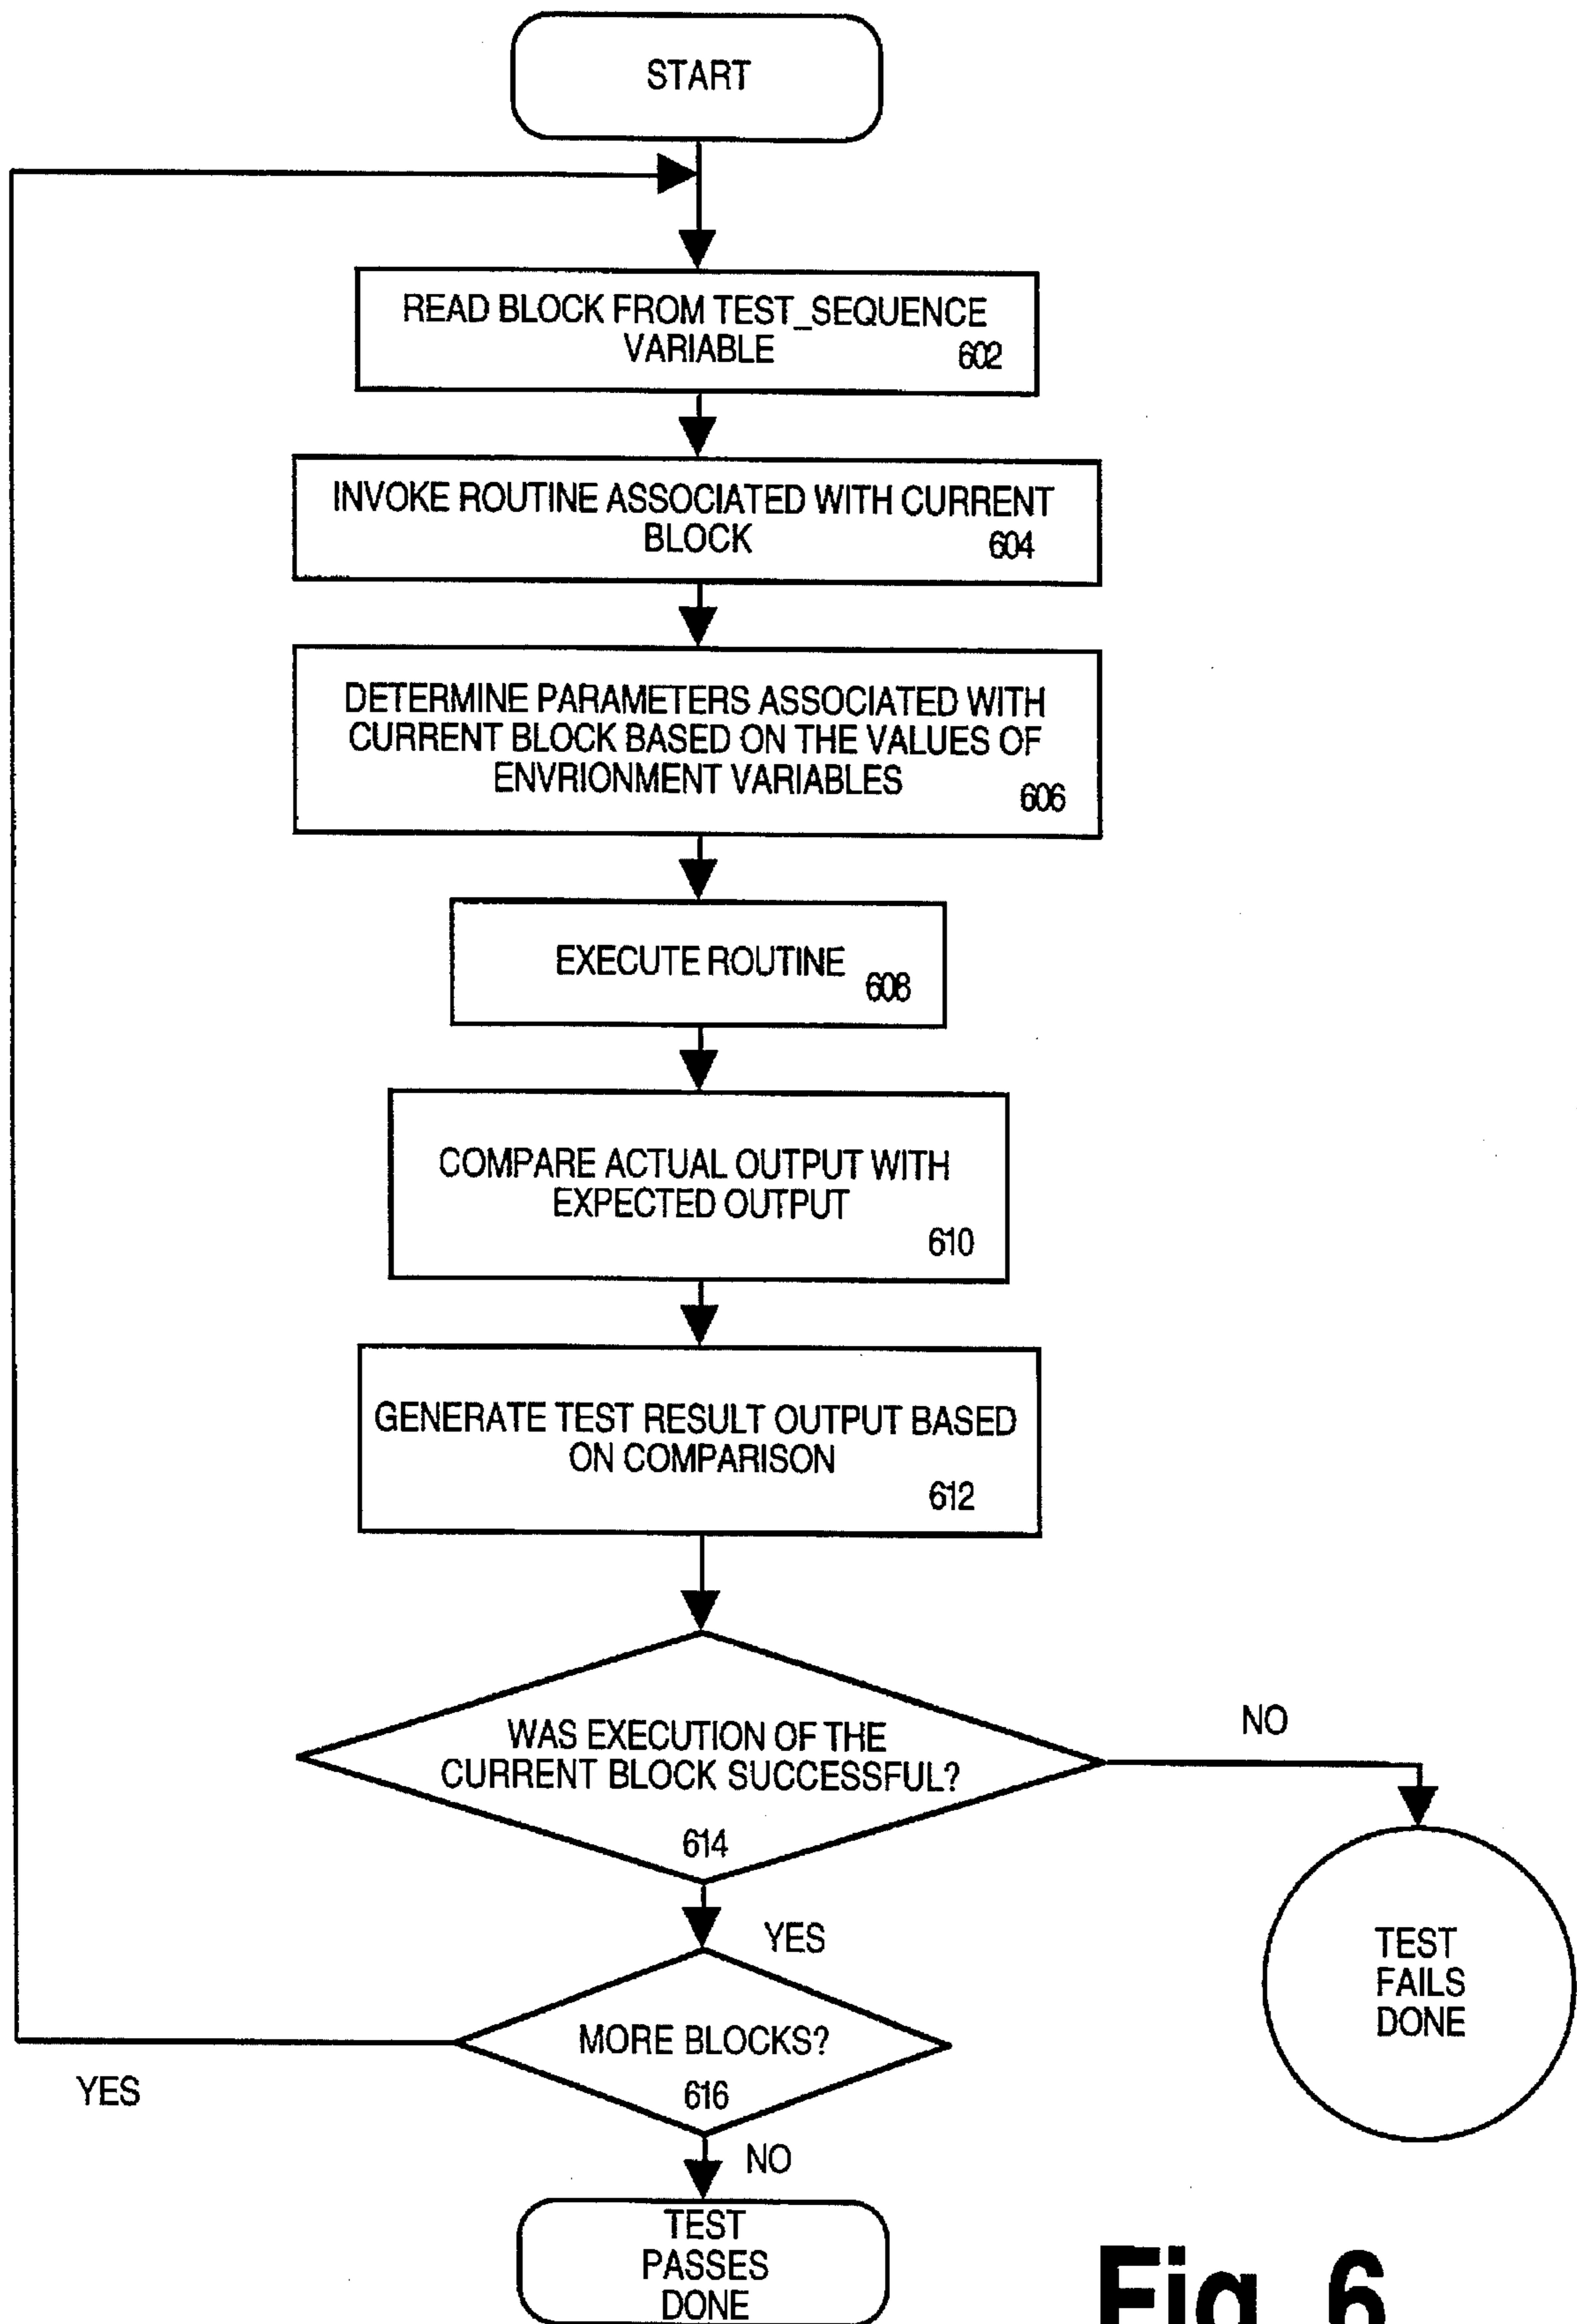 START
READ BLOCK FROM TEST_SEQUENCE
VARIABLE
602
INVOKE ROUTINE ASSOCIATED WITH CURRENT
BLOCK
604
DETERMINE PARAMETERS ASSOCIATED WITH
CURRENT BLOCK BASED ON THE VALUES OF
ENVRIONMENT VARIABLES
606
EXECUTE ROUTINE
608
COMPARE ACTUAL OUTPUT WITH
EXPECTED OUTPUT
610
GENERATE TEST RESULT OUTPUT BASED
ON COMPARISON
612
WAS EXECUTION OF THE
CURRENT BLOCK SUCCESSFUL?
614
NO
YES
TEST
FAILS
DONE
MORE BLOCKS?
616
YES
NO
TEST
PASSES
DONE
Fig. 6